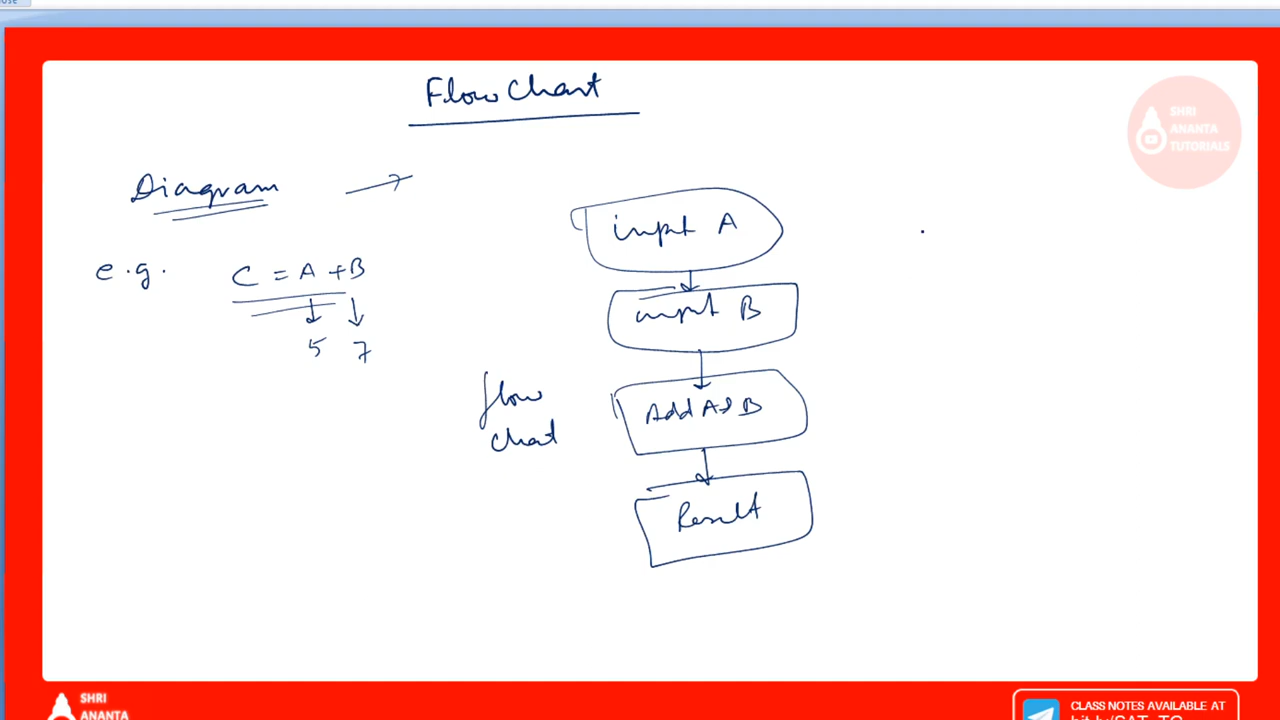 Flow Chart
Diagram →
e.g. C = A + B
5 7
input A
input B
Add A & B
Result
flow
chart
SHRI
ANANTA
TUTORIALS
SHRI
ANANTA
CLASS NOTES AVAILABLE AT